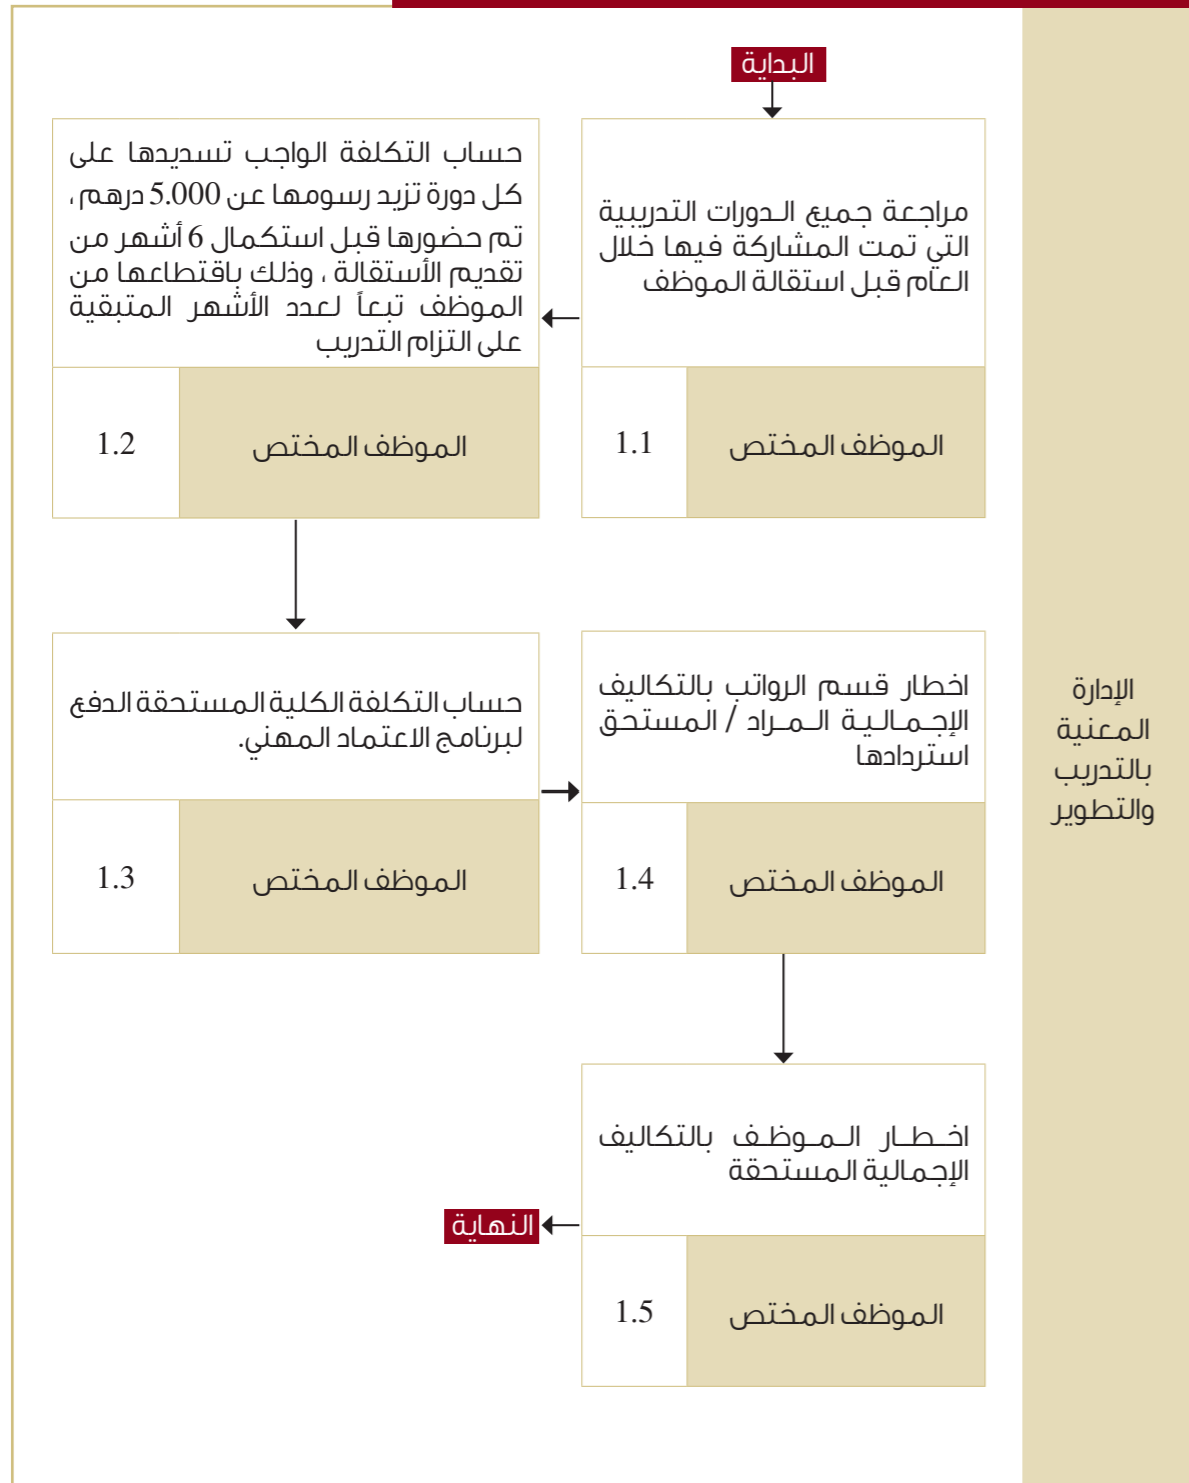 البداية
مراجعة جميع الدورات التدريبية
التي تمت المشاركة فيها خلال
العام قبل استقالة الموظف
الموظف المختص
1.1
حساب التكلفة الواجب تسديدها على
كل دورة تزيد رسومها عن 5.000 درهم ،
تم حضورها قبل استكمال 6 أشهر من
تقديم الأستقالة ، وذلك باقتطاعها من
الموظف تبعاً لعدد الأشهر المتبقية
على التزام التدريب
الموظف المختص
1.2
حساب التكلفة الكلية المستحقة الدفع
لبرنامج الاعتماد المهني.
الموظف المختص
1.3
اخطار قسم الرواتب بالتكاليف
الإجمالية المراد / المستحق
استردادها
الموظف المختص
1.4
اخطار الموظف بالتكاليف
الإجمالية المستحقة
الموظف المختص
1.5
النهاية
الإدارة
المعنية
بالتدريب
والتطوير